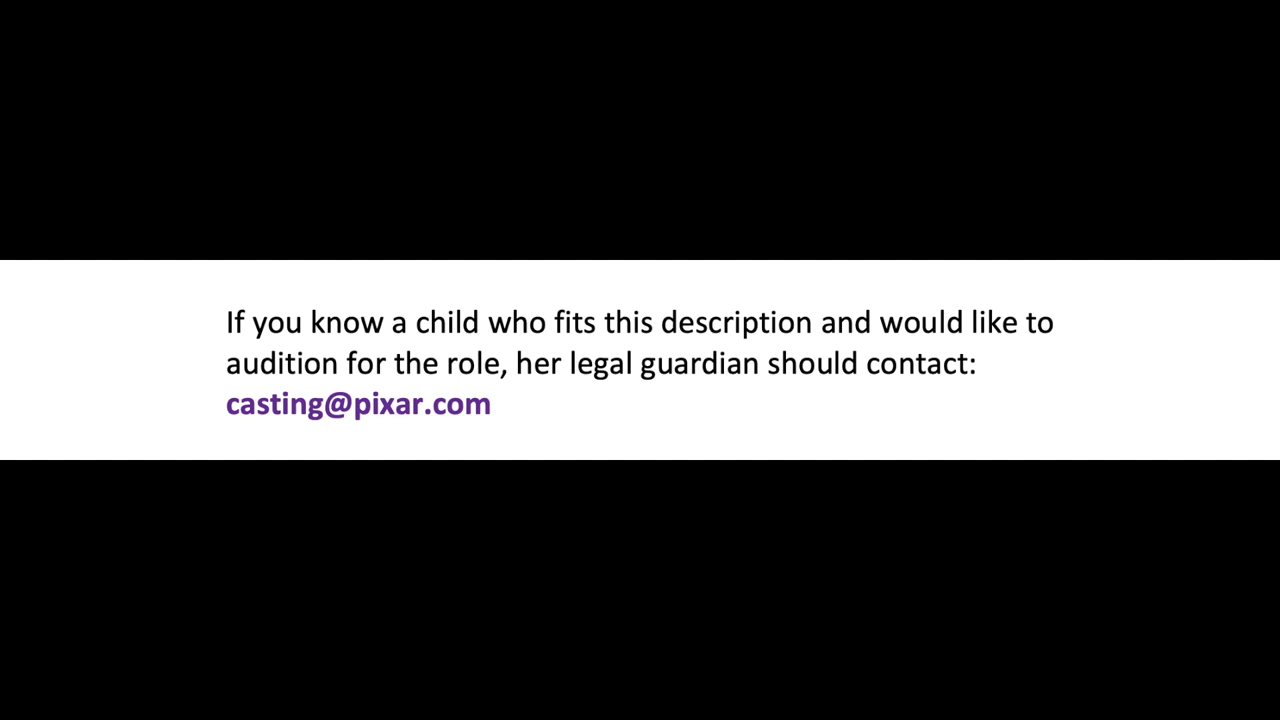 If you know a child who fits this description and would like to
audition for the role, her legal guardian should contact:
casting@pixar.com